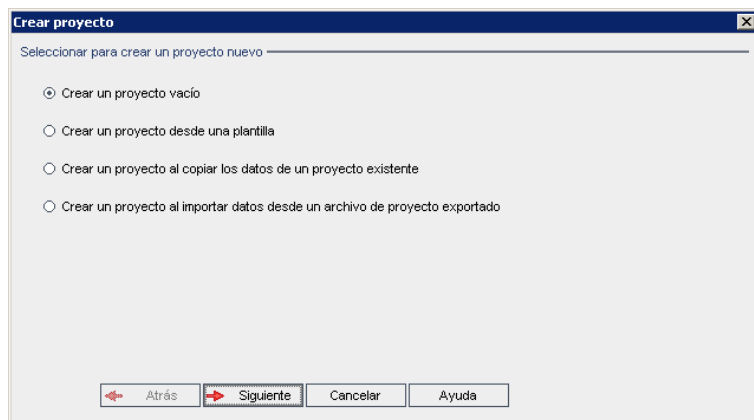 Crear proyecto
Seleccionar para crear un proyecto nuevo
Crear un proyecto vacío
Crear un proyecto desde una plantilla
Crear un proyecto al copiar los datos de un proyecto existente
Crear un proyecto al importar datos desde un archivo de proyecto exportado
Atrás Siguiente Cancelar Ayuda